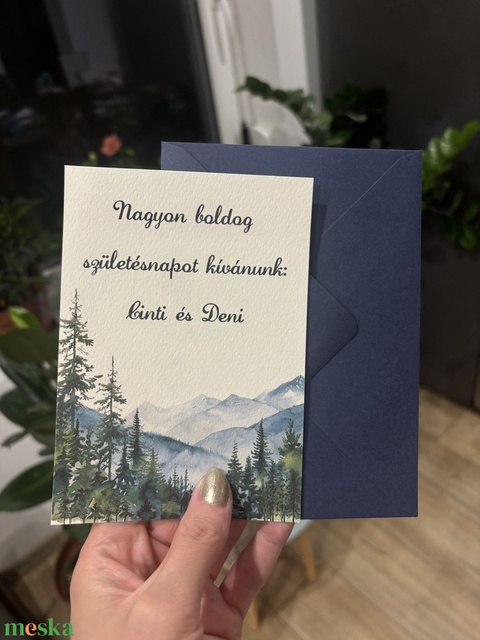 Nagyon boldog
születésnapot kívánunk:
Cinti és Deni
meska